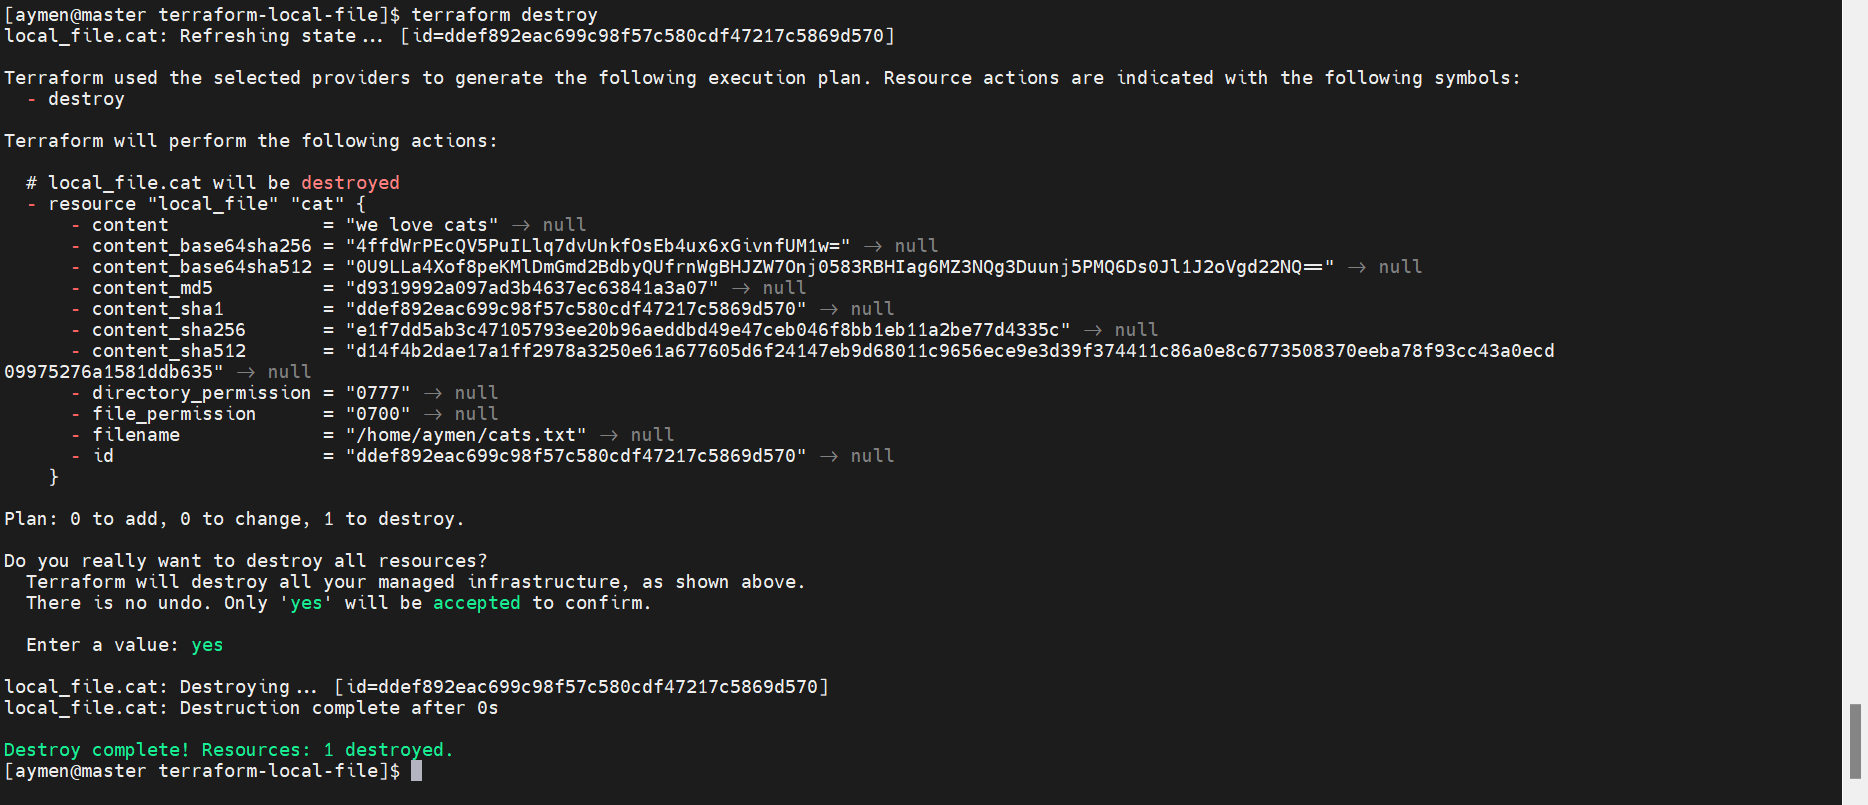 [aymen@master terraform-local-file]$ terraform destroy
local_file.cat: Refreshing state... [id=ddef892eac699c98f57c580cdf47217c5869d570]
Terraform used the selected providers to generate the following execution plan. Resource actions are indicated with the following symbols:
- destroy
Terraform will perform the following actions:
# local_file.cat will be destroyed
- resource "local_file" "cat" {
- content = "we love cats" -> null
- content_base64sha256 = "4ffdWrPEcQV5PuILlq7dvUnkfOsEb4ux6xGivnfUM1w=" -> null
- content_base64sha512 = "0U9LLa4Xof8peKMlDmGmd2BdbyQUfrnWgBHJZW7Onj0583RBHIag6MZ3NQg3Duunj5PMQ6Ds0Jl1J2oVgd22NQ==" -> null
- content_md5 = "d9319992a097ad3b4637ec63841a3a07" -> null
- content_sha1 = "ddef892eac699c98f57c580cdf47217c5869d570" -> null
- content_sha256 = "e1f7dd5ab3c47105793ee20b96aeddbd49e47ceb046f8bb1eb11a2be77d4335c" -> null
- content_sha512 = "d14f4b2dae17a1ff2978a3250e61a677605d6f24147eb9d68011c9656ece9e3d39f374411c86a0e8c6773508370eeba78f93cc43a0ecd
09975276a1581ddb635" -> null
- directory_permission = "0777" -> null
- file_permission = "0700" -> null
- filename = "/home/aymen/cats.txt" -> null
- id = "ddef892eac699c98f57c580cdf47217c5869d570" -> null
}
Plan: 0 to add, 0 to change, 1 to destroy.
Do you really want to destroy all resources?
Terraform will destroy all your managed infrastructure, as shown above.
There is no undo. Only 'yes' will be accepted to confirm.
Enter a value: yes
local_file.cat: Destroying... [id=ddef892eac699c98f57c580cdf47217c5869d570]
local_file.cat: Destruction complete after 0s
Destroy complete! Resources: 1 destroyed.
[aymen@master terraform-local-file]$